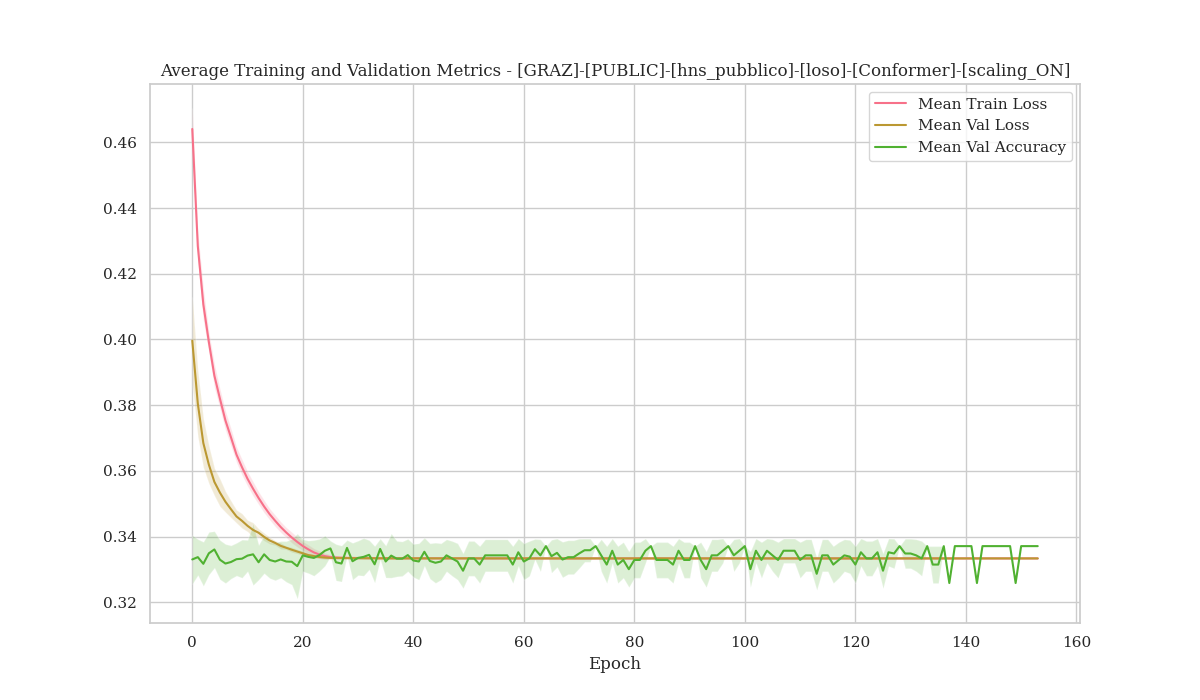 Average Training and Validation Metrics - [GRAZ]-[PUBLIC]-[hns_pubblico]-[loso]-[Conformer]-[scaling_ON]
Mean Train Loss
Mean Val Loss
Mean Val Accuracy
0.46
0.44
0.42
0.40
0.38
0.36
0.34
0.32
0 20 40 60 80 100 120 140 160
Epoch